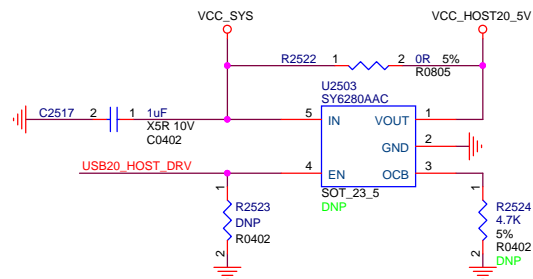 VCC_SYS
VCC_HOST20_5V
R2522 1 2 0R 5%
R0805
U2503
SY6280AAC
C2517 2 1 1uF
X5R 10V
C0402
5 IN VOUT 1
GND 2
USB20_HOST_DRV
4 EN OCB 3
SOT_23_5
DNP
1
R2523
DNP
R0402
2
1
R2524
4.7K
5%
R0402
DNP
2